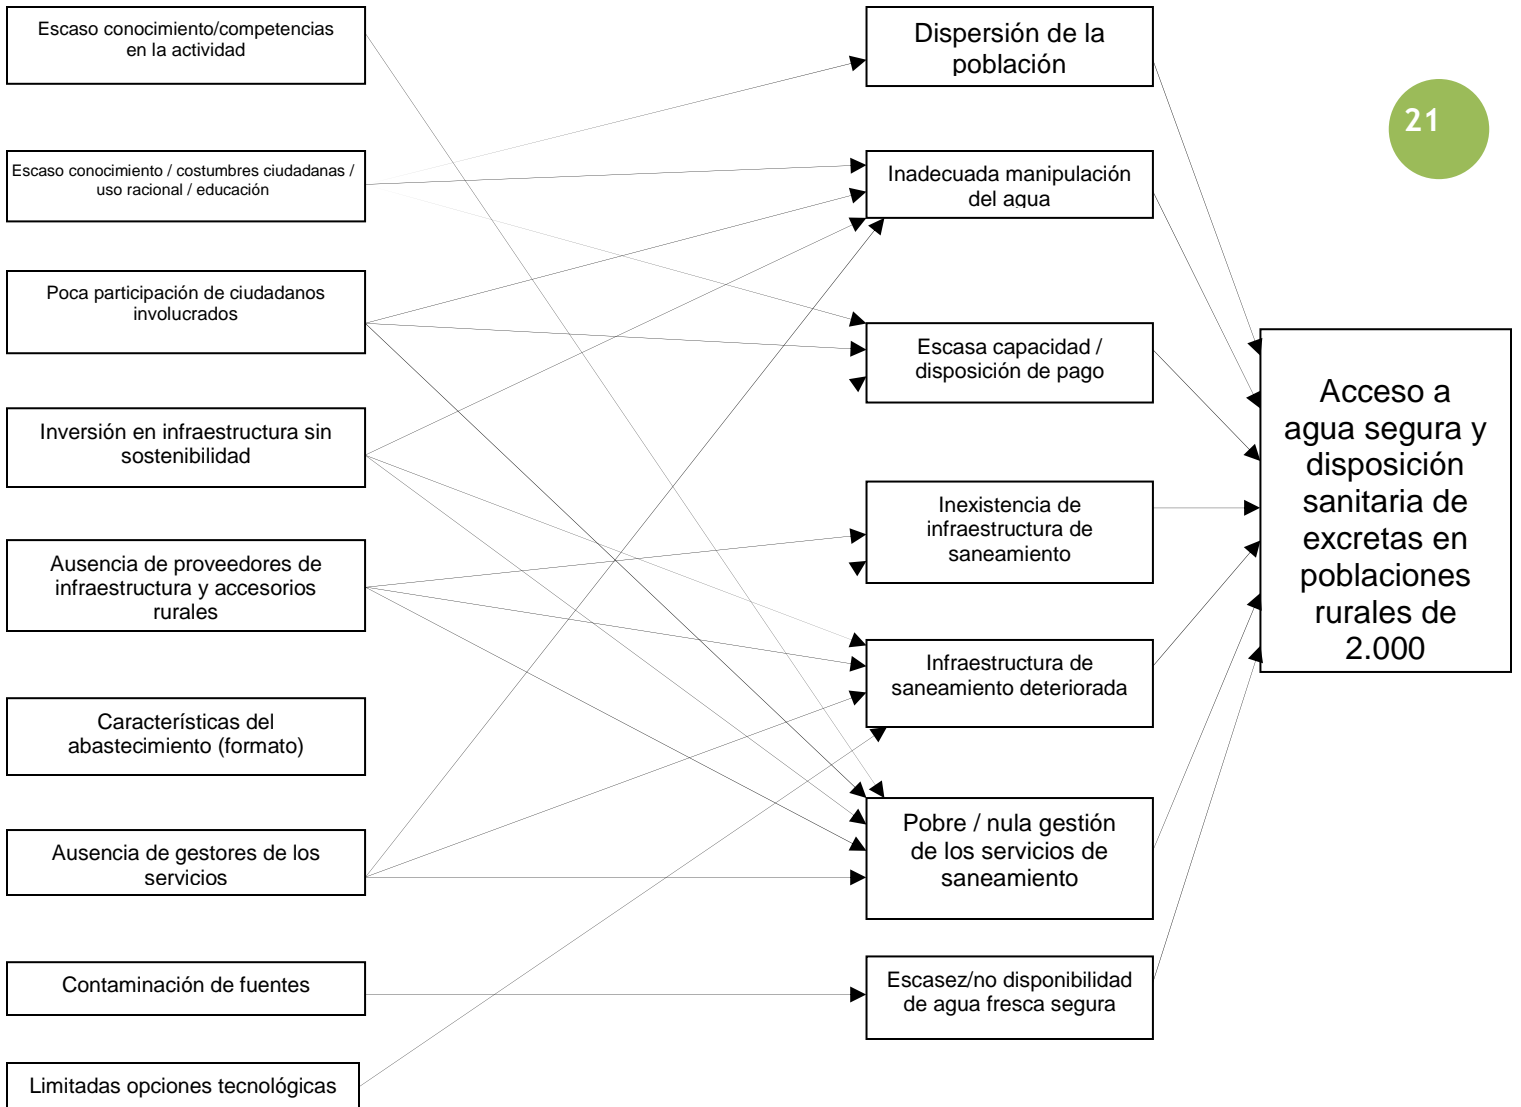 Escaso conocimiento/competencias
en la actividad
Escaso conocimiento / costumbres ciudadanas /
uso racional / educación
Poca participación de ciudadanos
involucrados
Inversión en infraestructura sin
sostenibilidad
Ausencia de proveedores de
infraestructura y accesorios
rurales
Característícas del
abastecimiento (formato)
Ausencia de gestores de los
servicios
Contaminación de fuentes
Limitadas opciones tecnológicas
Dispersión de la
población
Inadecuada manipulación
del agua
Escasa capacidad /
disposición de pago
Inexistencia de
infraestructura de
saneamiento
Infraestructura de
saneamiento deteriorada
Pobre / nula gestión
de los servicios de
saneamiento
Escasez/no disponibilidad
de agua fresca segura
21
Acceso a
agua segura y
disposición
sanitaria de
excretas en
poblaciones
rurales de
2.000